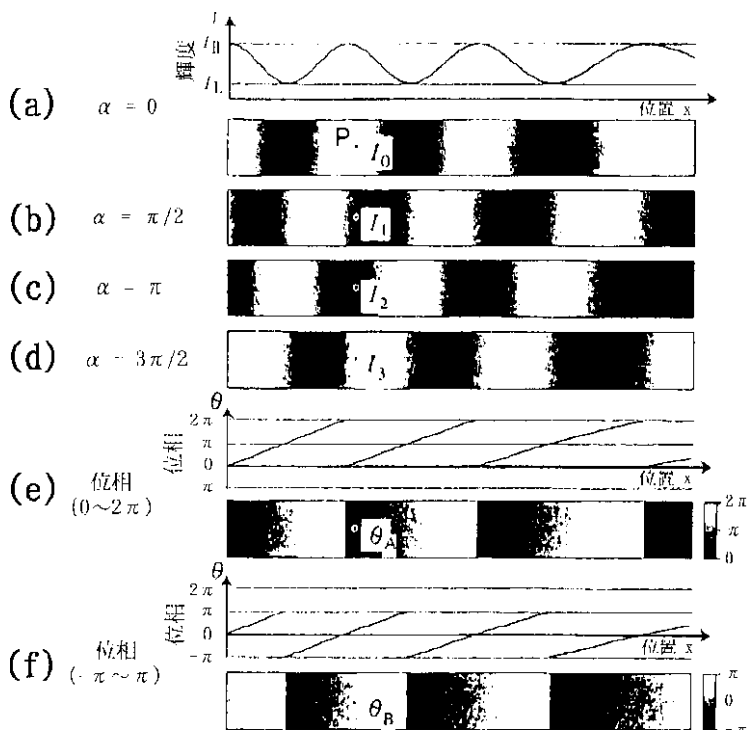 I
I_H
輝度
I_L
位置 x
(a) α = 0
P. I_0
(b) α = π/2
I_1
(c) α - π
I_2
(d) α - 3π/2
I_3
θ
2π
π
位相
0
位置 x
-π
(e) 位相
(0~2π)
θ_A
2π
π
0
θ
2π
π
位相
0
位置 x
-π
(f) 位相
(-π~π)
θ_B
π
0
-π